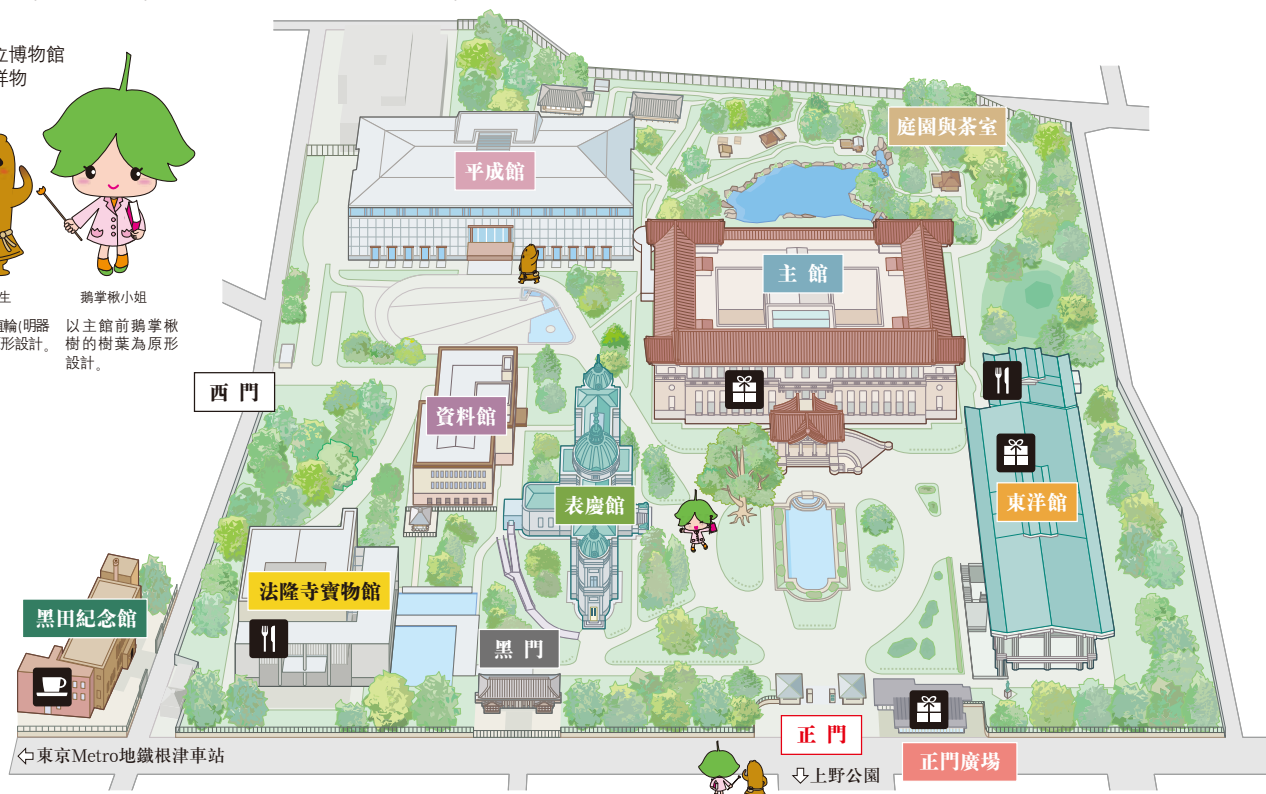 立博物館
祥物
生
鵝掌楸小姐
輪(明器
形設計。
以主館前鵝掌楸
樹的樹葉為原形
設計。
平成館
庭園與茶室
主 館
西 門
資料館
表慶館
東洋館
法隆寺寶物館
黑田紀念館
黑 門
正 門
正門廣場
東京Metro地鐵根津車站
上野公園